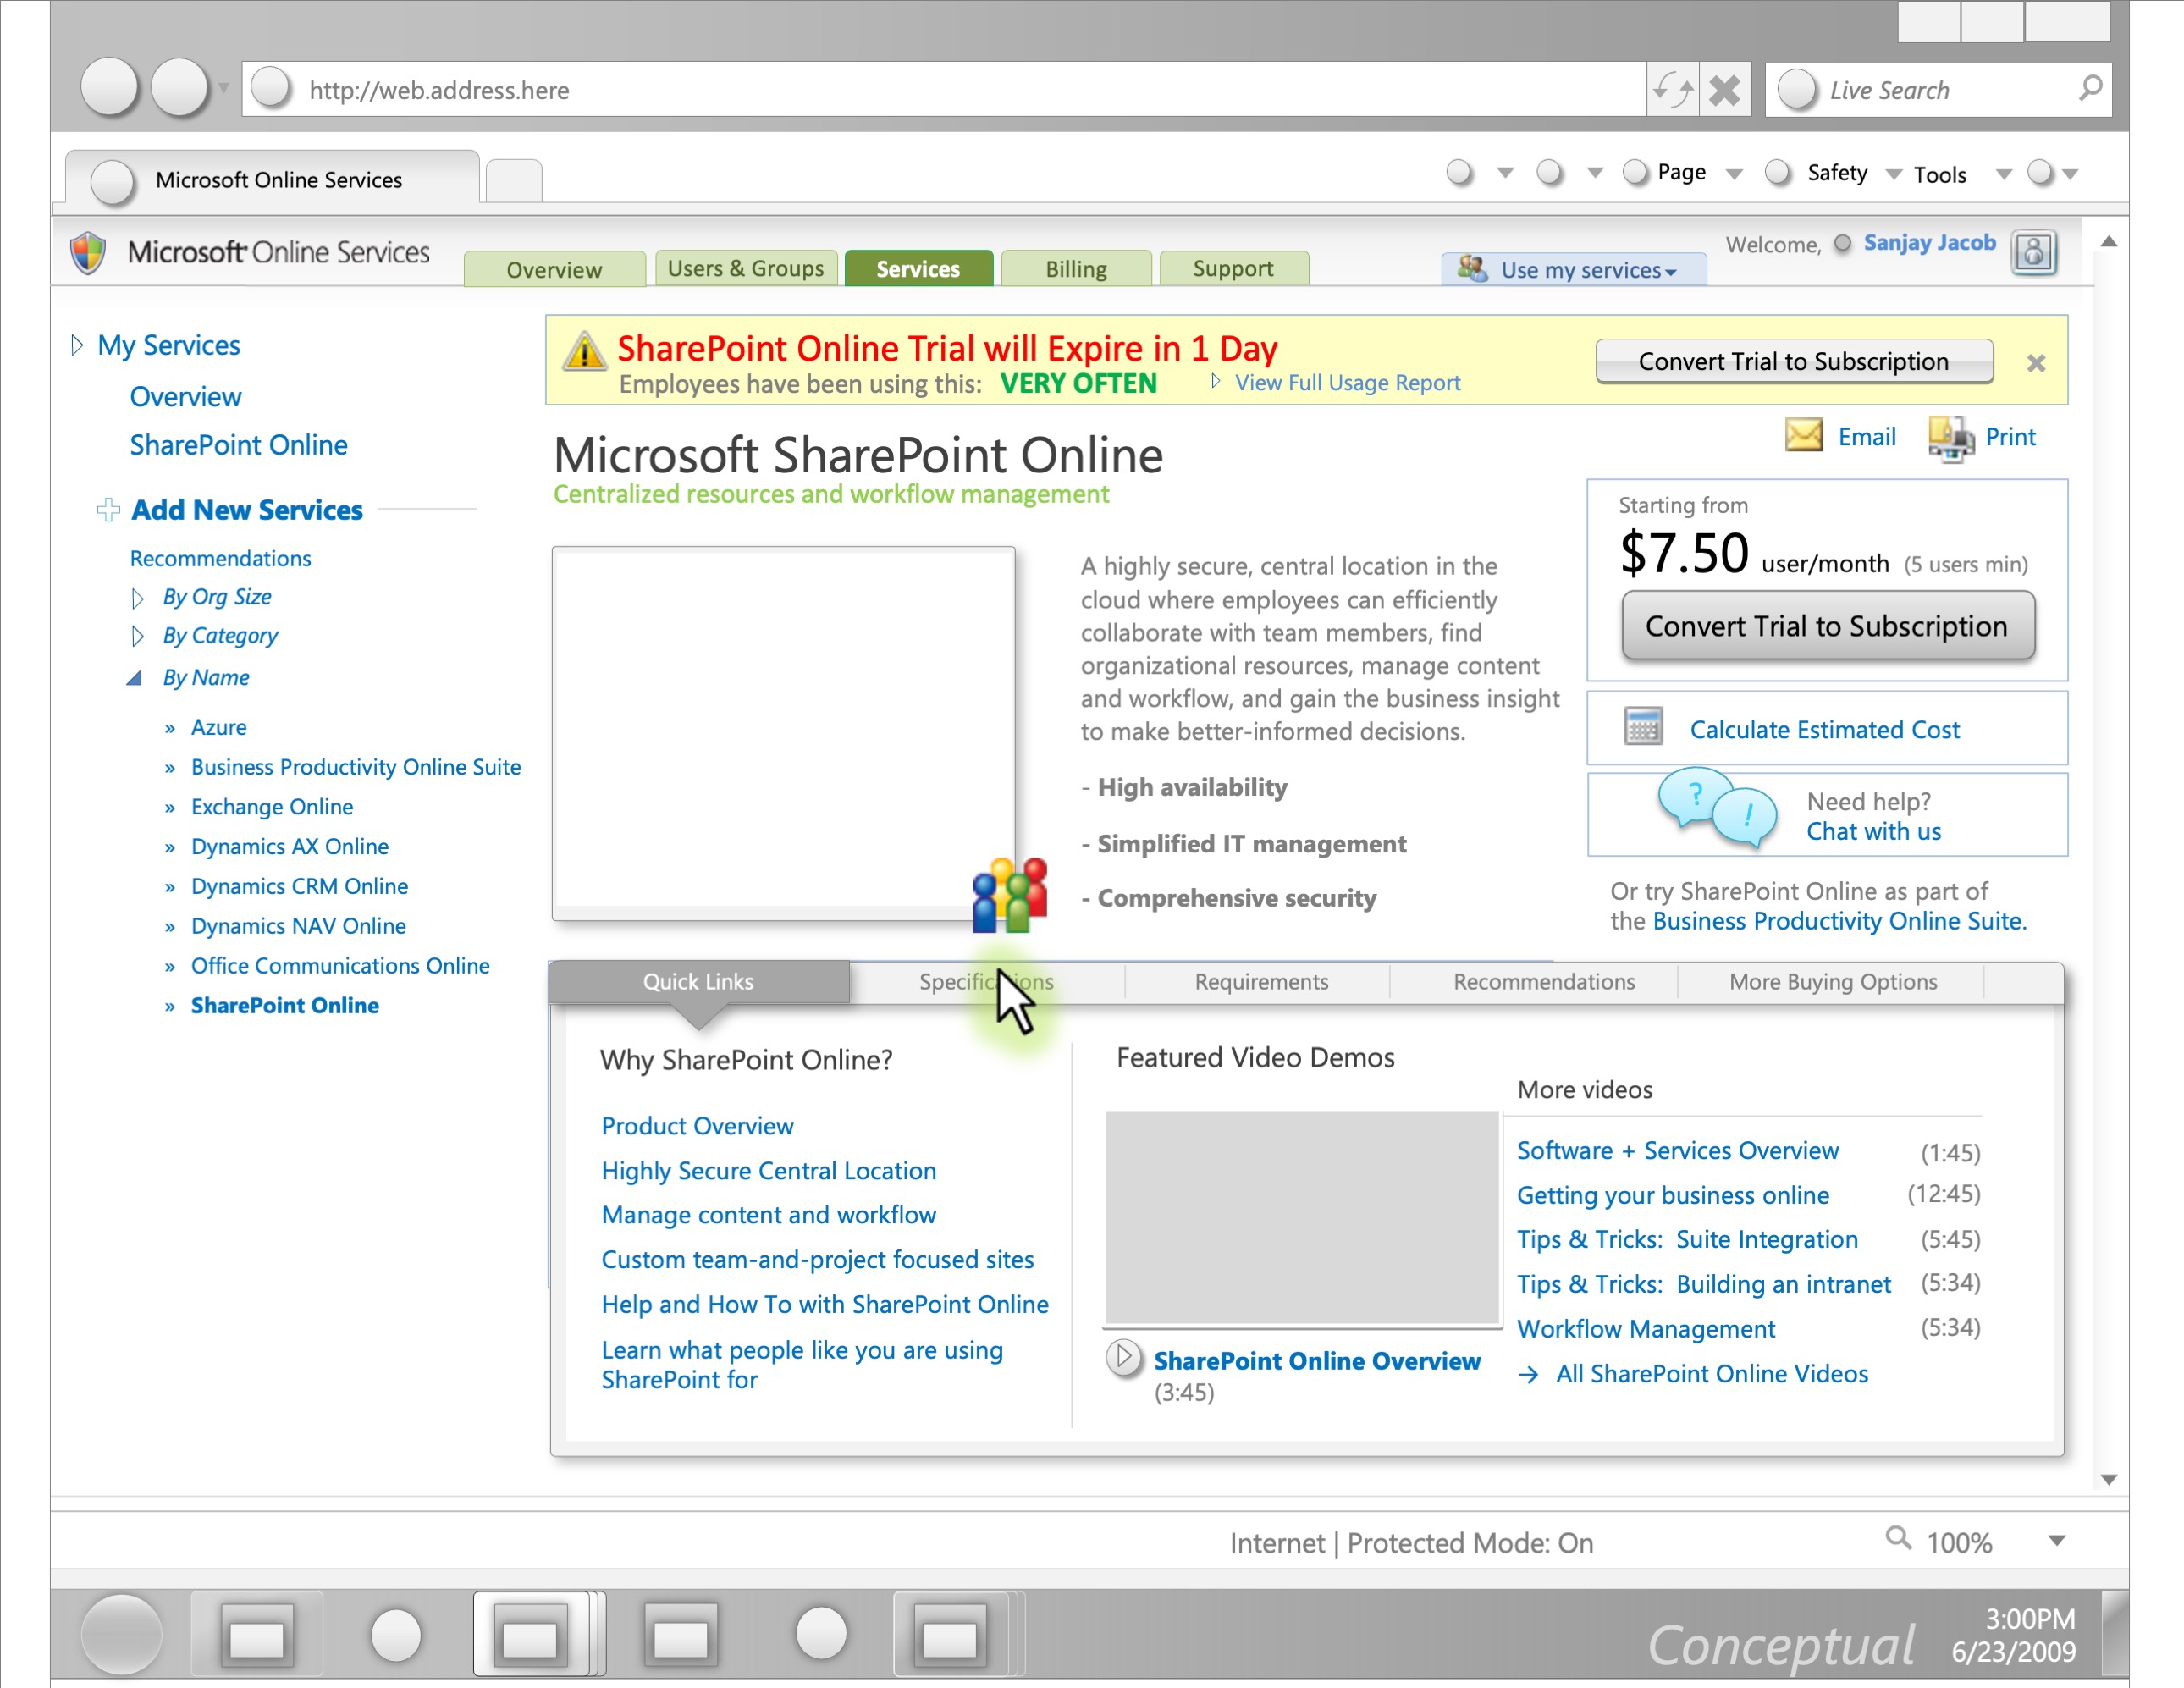 http://web.address.here
Live Search
Microsoft Online Services
Page
Safety
Tools
Microsoft Online Services
Overview
Users & Groups
Services
Billing
Support
Use my services
Welcome, Sanjay Jacob
My Services
Overview
SharePoint Online
Add New Services
Recommendations
By Org Size
By Category
By Name
» Azure
» Business Productivity Online Suite
» Exchange Online
» Dynamics AX Online
» Dynamics CRM Online
» Dynamics NAV Online
» Office Communications Online
» SharePoint Online
SharePoint Online Trial will Expire in 1 Day
Employees have been using this: VERY OFTEN
View Full Usage Report
Convert Trial to Subscription
Email
Print
Microsoft SharePoint Online
Centralized resources and workflow management
A highly secure, central location in the
cloud where employees can efficiently
collaborate with team members, find
organizational resources, manage content
and workflow, and gain the business insight
to make better-informed decisions.
- High availability
- Simplified IT management
- Comprehensive security
Starting from
$7.50 user/month (5 users min)
Convert Trial to Subscription
Calculate Estimated Cost
? !
Need help?
Chat with us
Or try SharePoint Online as part of
the Business Productivity Online Suite.
Quick Links
Specifications
Requirements
Recommendations
More Buying Options
Why SharePoint Online?
Product Overview
Highly Secure Central Location
Manage content and workflow
Custom team-and-project focused sites
Help and How To with SharePoint Online
Learn what people like you are using
SharePoint for
Featured Video Demos
SharePoint Online Overview
(3:45)
More videos
Software + Services Overview (1:45)
Getting your business online (12:45)
Tips & Tricks: Suite Integration (5:45)
Tips & Tricks: Building an intranet (5:34)
Workflow Management (5:34)
→ All SharePoint Online Videos
Internet | Protected Mode: On
100%
Conceptual
3:00PM
6/23/2009